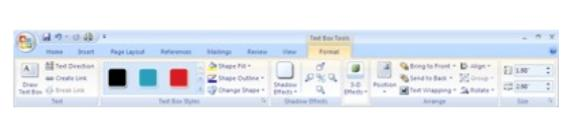 Text Box Tools
Home Insert Page Layout References Mailings Review View Format
Draw Text Box
Text Direction
Create Link
Break Link
Text
Text Box Styles
Shape Fill
Shape Outline
Change Shape
Shadow Effects
Shadow Effects
3-D Effects
Position
Bring to Front
Send to Back
Text Wrapping
Align
Group
Rotate
Arrange
1.98"
2.98"
Size